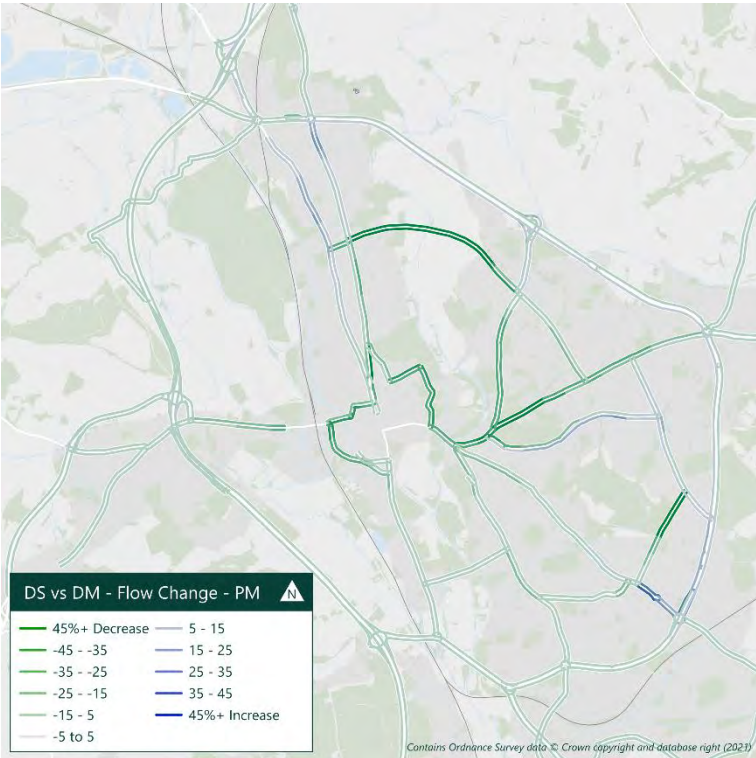 DS vs DM - Flow Change - PM
N
45%+ Decrease
-45 - -35
-35 - -25
-25 - -15
-15 - 5
-5 to 5
5 - 15
15 - 25
25 - 35
35 - 45
45%+ Increase
Contains Ordnance Survey data © Crown copyright and database right (2021)